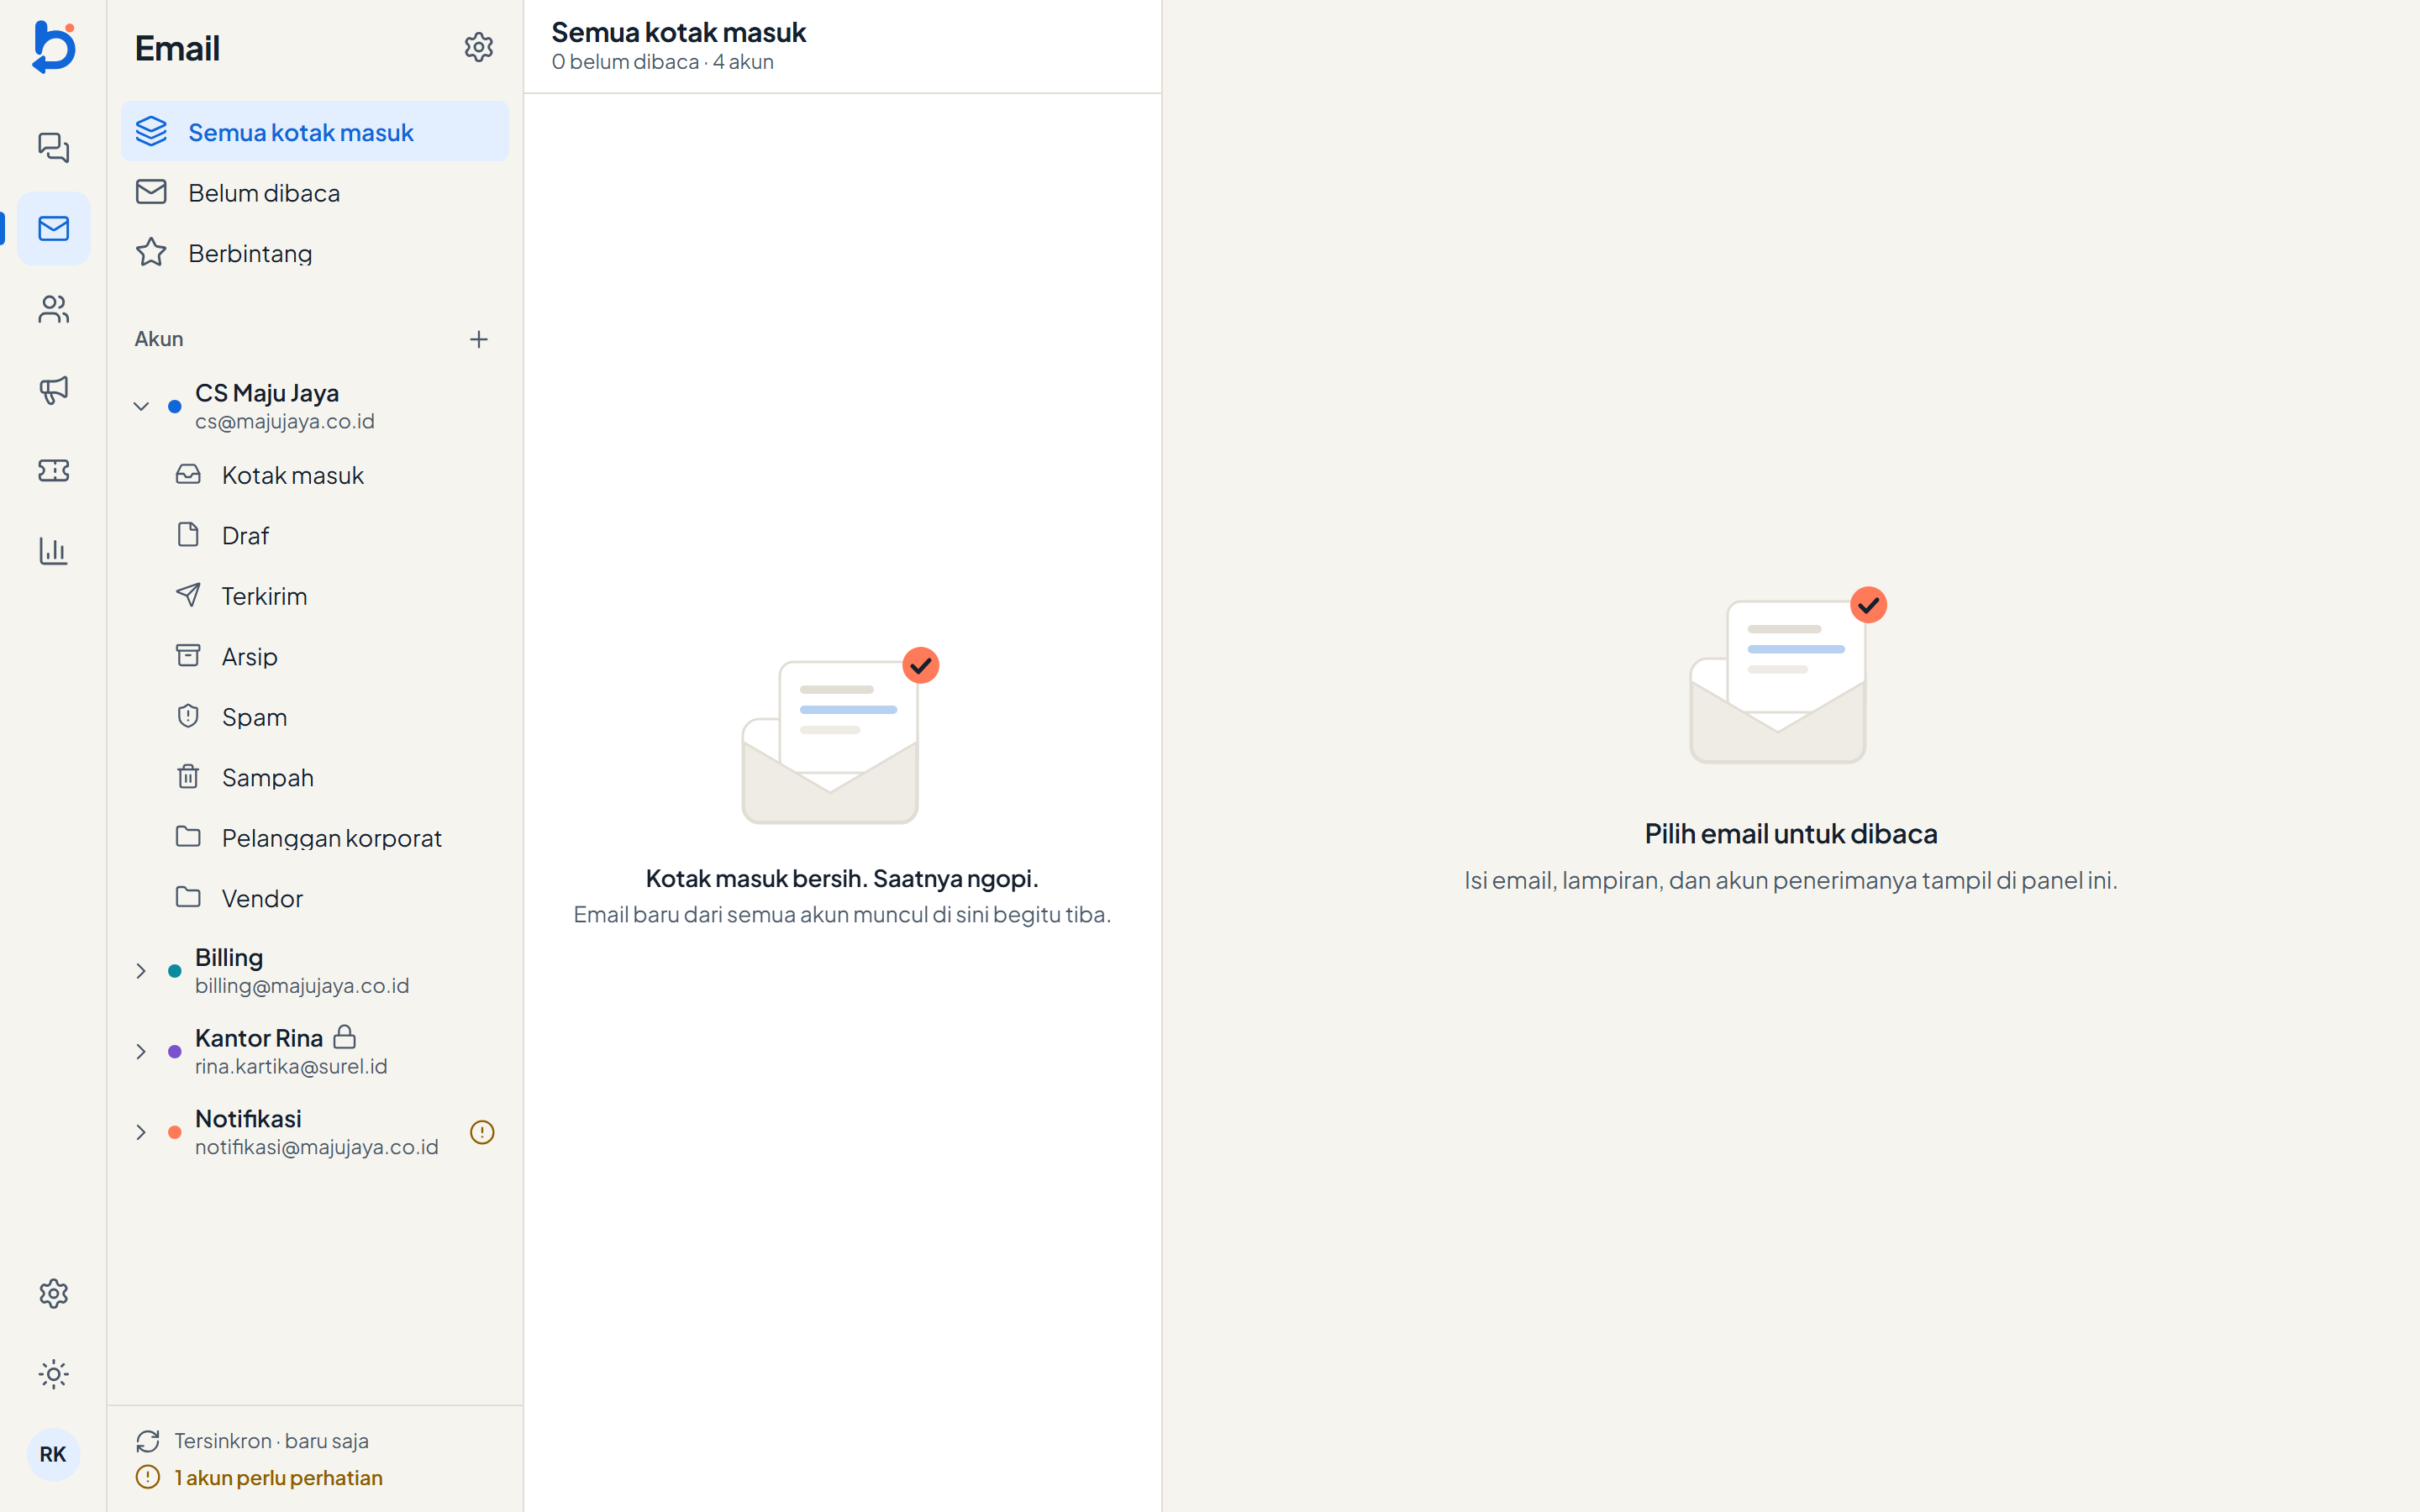 Email
Semua kotak masuk
Belum dibaca
Berbintang
Akun
CS Maju Jaya
cs@majujaya.co.id
Kotak masuk
Draf
Terkirim
Arsip
Spam
Sampah
Pelanggan korporat
Vendor
Billing
billing@majujaya.co.id
Kantor Rina
rina.kartika@surel.id
Notifikasi
notifikasi@majujaya.co.id
Tersinkron · baru saja
1 akun perlu perhatian
RK
Semua kotak masuk
0 belum dibaca · 4 akun
Kotak masuk bersih. Saatnya ngopi.
Email baru dari semua akun muncul di sini begitu tiba.
Pilih email untuk dibaca
Isi email, lampiran, dan akun penerimanya tampil di panel ini.